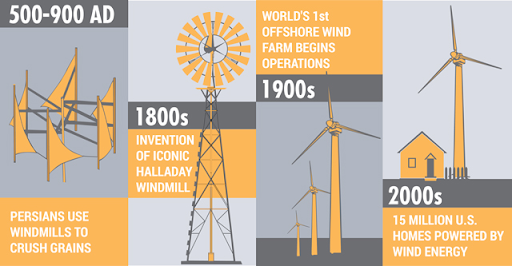 500-900 AD
PERSIANS USE
WINDMILLS TO
CRUSH GRAINS
1800s
INVENTION
OF ICONIC
HALLADAY
WINDMILL
WORLD'S 1st
OFFSHORE WIND
FARM BEGINS
OPERATIONS
1900s
2000s
15 MILLION U.S.
HOMES POWERED BY
WIND ENERGY